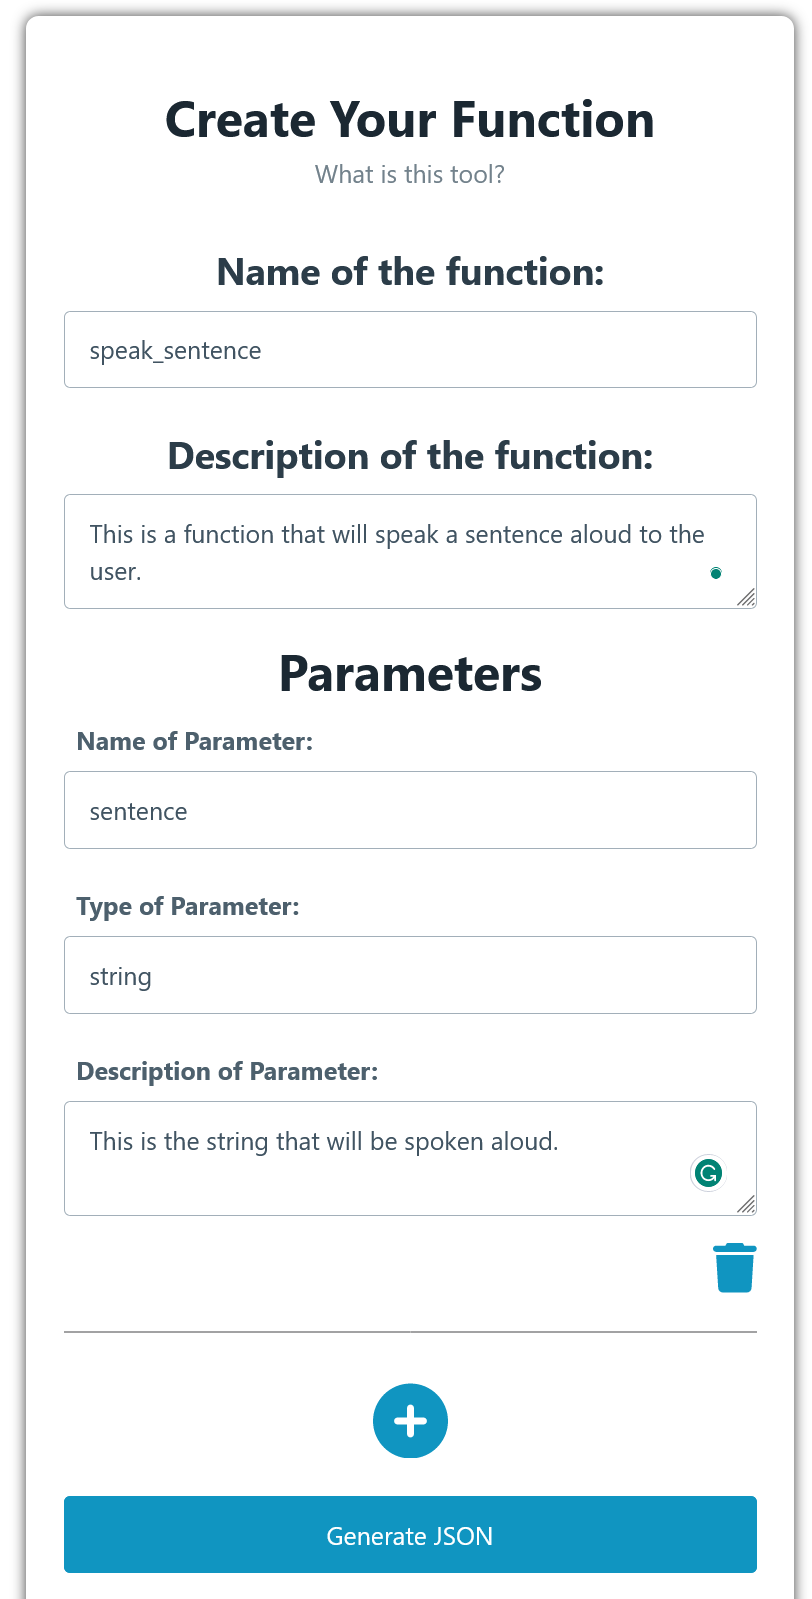 Create Your Function
What is this tool?
Name of the function:
speak_sentence
Description of the function:
This is a function that will speak a sentence aloud to the
user.
Parameters
Name of Parameter:
sentence
Type of Parameter:
string
Description of Parameter:
This is the string that will be spoken aloud.
Generate JSON